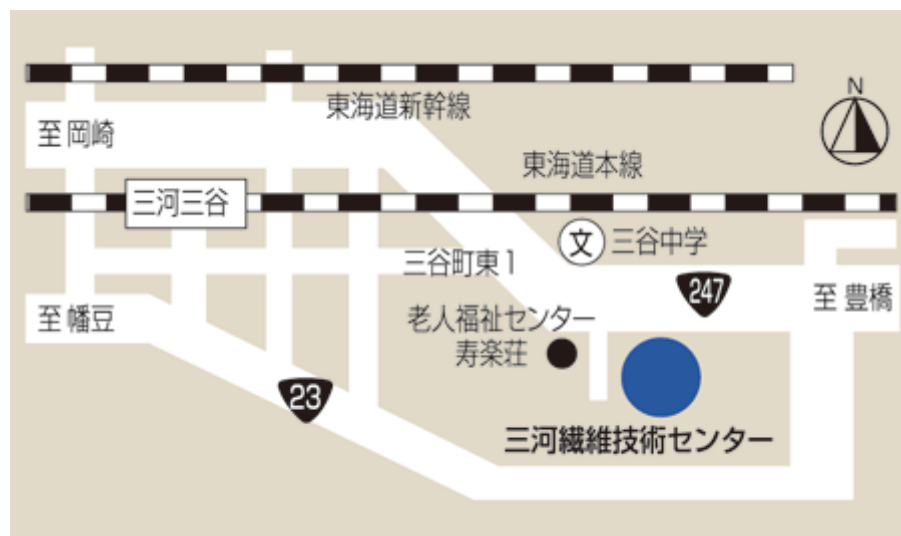 N
東海道新幹線
至 岡崎
東海道本線
三河三谷
文 三谷中学
三谷町東1
247
至 豊橋
至 幡豆
老人福祉センター
寿楽荘
23
三河繊維技術センター